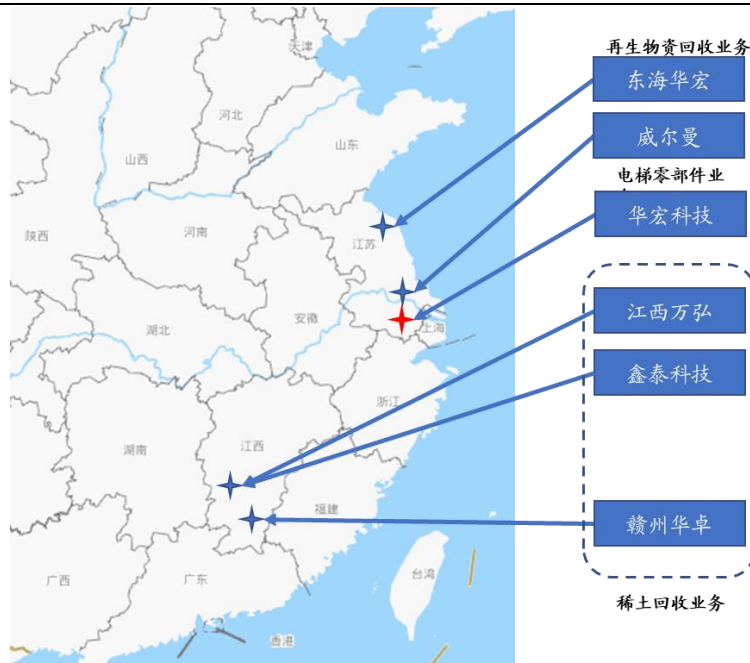 再生物资回收业务
东海华宏
威尔曼
电梯零部件业
华宏科技
江西万弘
鑫泰科技
赣州华卓
稀土回收业务
天津
河北
山西
山东
陕西
河南
江苏
安徽
湖北
上海
浙江
湖南
江西
福建
广西
广东
台湾
香港